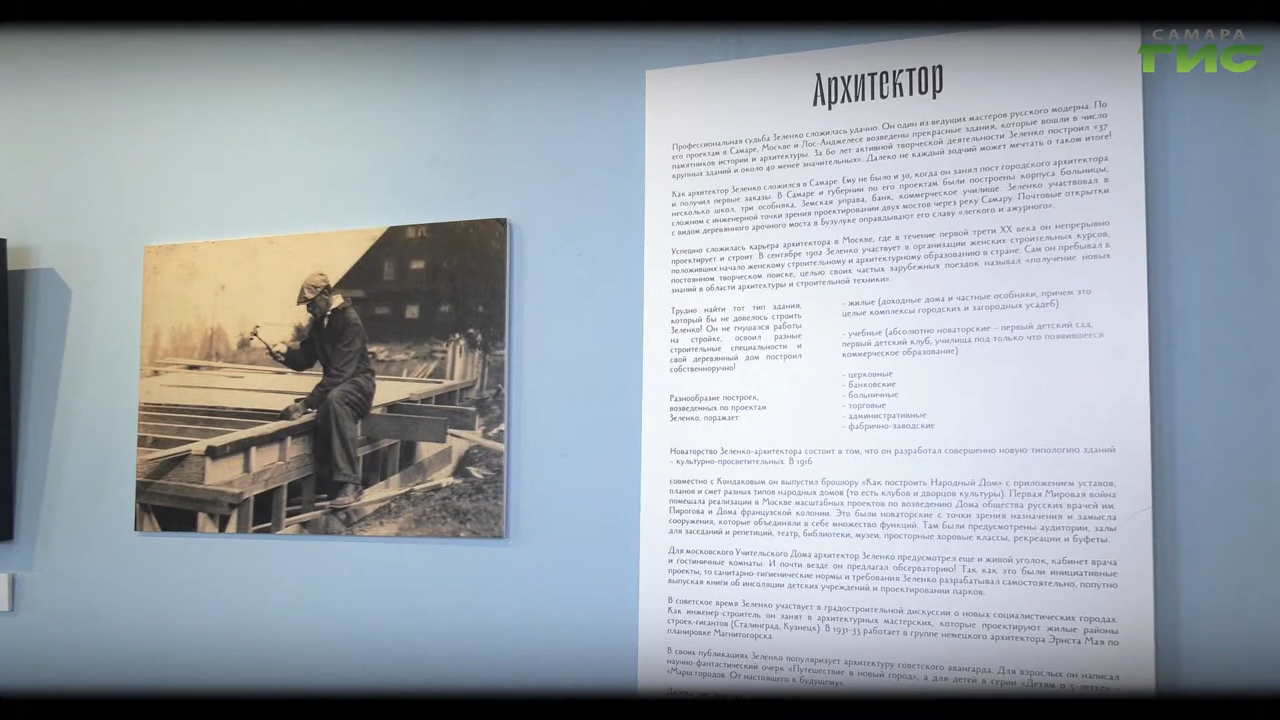 САМАРА
ГИС
Архитектор
Профессиональная судьба Зеленко сложилась удачно. Он один из ведущих мастеров русского модерна. По
его проектам в Самаре, Москве и Лос-Анджелесе возведены прекрасные здания, которые вошли в число
памятников истории и архитектуры. За 60 лет активной творческой деятельности Зеленко построил «37
крупных зданий и около 40 менее значительных». Далеко не каждый зодчий может мечтать о таком итоге!
Как архитектор Зеленко сложился в Самаре. Ему не было и 30, когда он занял пост городского архитектора
и получил первые заказы. В Самаре и губернии по его проектам были построены корпуса больницы,
несколько школ, три особняка, Земская управа, банк, коммерческое училище. Зеленко участвовал в
сложном с инженерной точки зрения проектировании двух мостов через реку Самару. Почтовые открытки
с видом деревянного арочного моста в Бузулуке оправдывают его славу «легкого и ажурного».
Успешно сложилась карьера архитектора в Москве, где в течение первой трети XX века он непрерывно
проектирует и строит. В сентябре 1902 Зеленко участвует в организации женских строительных курсов,
положивших начало женскому строительному и архитектурному образованию в стране. Сам он пребывал в
постоянном творческом поиске, целью своих частых зарубежных поездок называл «получение новых
знаний в области архитектуры и строительной техники».
Трудно найти тот тип здания,
который бы не довелось строить
Зеленко! Он не гнушался работы
на стройке, освоил разные
строительные специальности и
свой деревянный дом построил
собственноручно!
Разнообразие построек,
возведенных по проектам
Зеленко, поражает:
- жилые (доходные дома и частные особняки, причем это
целые комплексы городских и загородных усадеб)
- учебные (абсолютно новаторские – первый детский сад,
первый детский клуб, училища под только что появившееся
коммерческое образование)
- церковные
- банковские
- больничные
- торговые
- административные
- фабрично-заводские
Новаторство Зеленко-архитектора состоит в том, что он разработал совершенно новую типологию зданий
- культурно-просветительных. В 1916
совместно с Кондаковым он выпустил брошюру «Как построить Народный Дом» с приложением уставов,
планов и смет разных типов народных домов (то есть клубов и дворцов культуры). Первая Мировая война
помешала реализации в Москве масштабных проектов по возведению Дома общества русских врачей им.
Пирогова и Дома французской колонии. Это были новаторские с точки зрения назначения и замысла
сооружения, которые объединяли в себе множество функций. Там были предусмотрены аудитории, залы
для заседаний и репетиций, театр, библиотеки, музеи, просторные хоровые классы, рекреации и буфеты.
Для московского Учительского Дома архитектор Зеленко предусмотрел еще и живой уголок, кабинет врача
и гостиничные комнаты. И почти везде он предлагал обсерваторию! Так как это были инициативные
проекты, то санитарно-гигиенические нормы и требования Зеленко разрабатывал самостоятельно, попутно
выпуская книги об инсоляции детских учреждений и проектировании парков.
В советское время Зеленко участвует в градостроительной дискуссии о новых социалистических городах.
Как инженер-строитель он занят в архитектурных мастерских, которые проектируют жилые районы
строек-гигантов (Сталинград, Кузнецк). В 1931-33 работает в группе немецкого архитектора Эрнста Мая по
планировке Магнитогорска.
В своих публикациях Зеленко популяризует архитектуру советского авангарда. Для взрослых он написал
научно-фантастический очерк «Путешествие в новый город», а для детей в серии «Детям о 5-летке» -
«Марш городов. От настоящего к будущему».